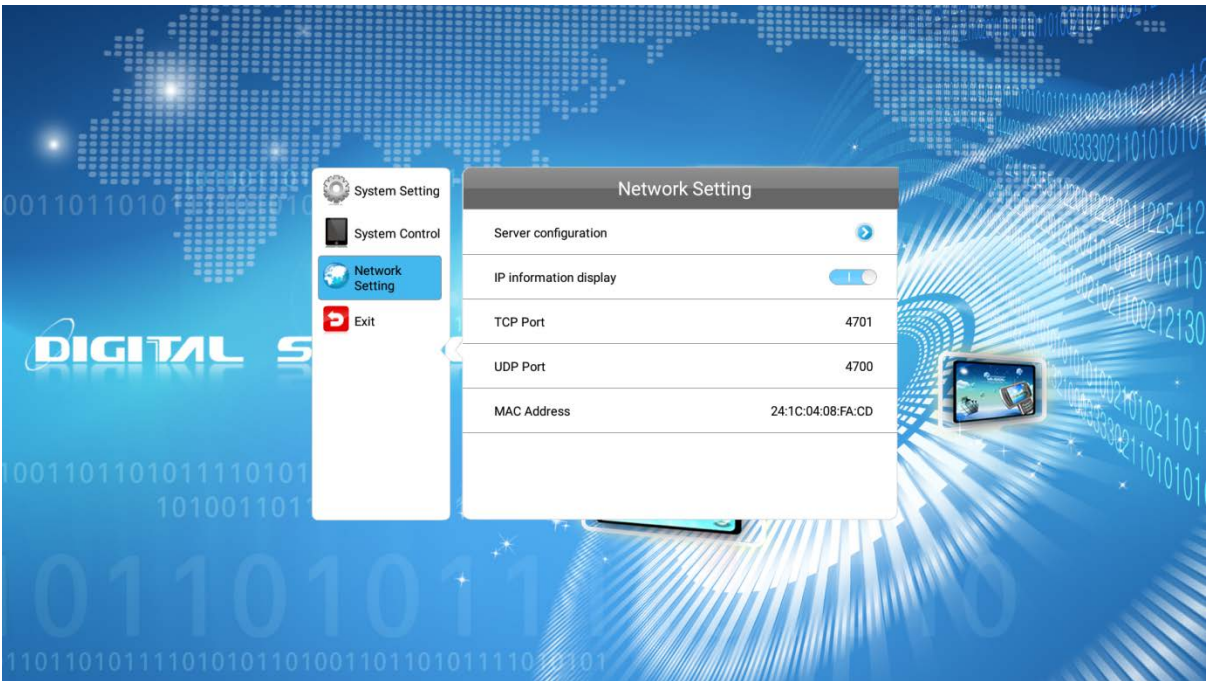 System Setting
System Control
Network
Setting
Exit
Network Setting
Server configuration
IP information display
TCP Port 4701
UDP Port 4700
MAC Address 24:1C:04:08:FA:CD
DIGITAL S